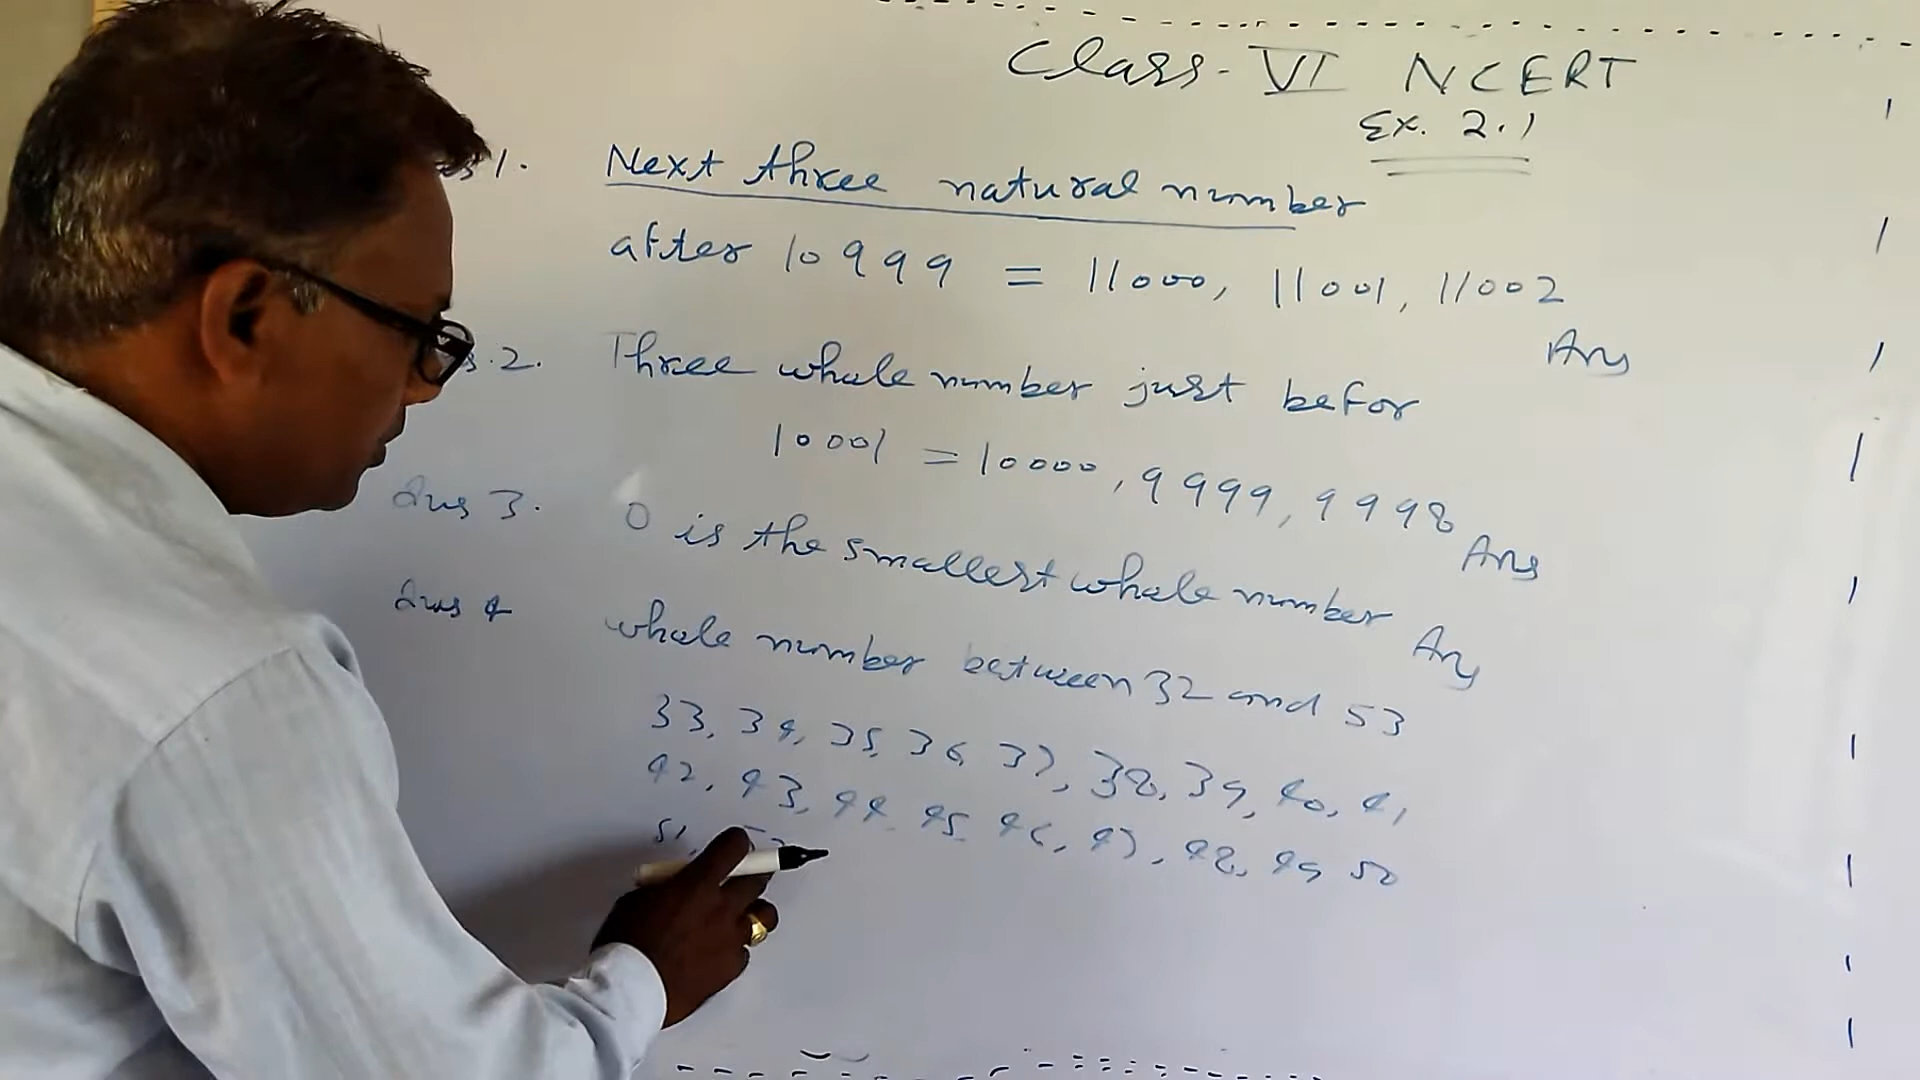 Class- VI NCERT
Ex. 2.1
1. Next three natural number
after 10999 = 11000, 11001, 11002
Ans
2. Three whole number just befor
10001 = 10000, 9999, 9998
Ans
Ans 3. 0 is the smallest whole number Ans
Ans 4 whole number between 32 and 53
33, 34, 35, 36 37, 38, 39, 40, 41,
42, 43, 44 45 46, 47, 48, 49 50
51,